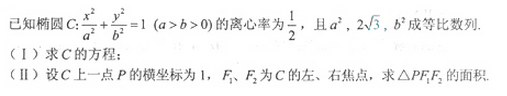 已知椭圆C:x²/a²+y²/b²=1 (a>b>0)的离心率为1/2，且a²，2√3，b²成等比数列.
(Ⅰ)求C的方程；
(Ⅱ)设C上一点P的横坐标为1，F₁、F₂为C的左、右焦点，求△PF₁F₂的面积.